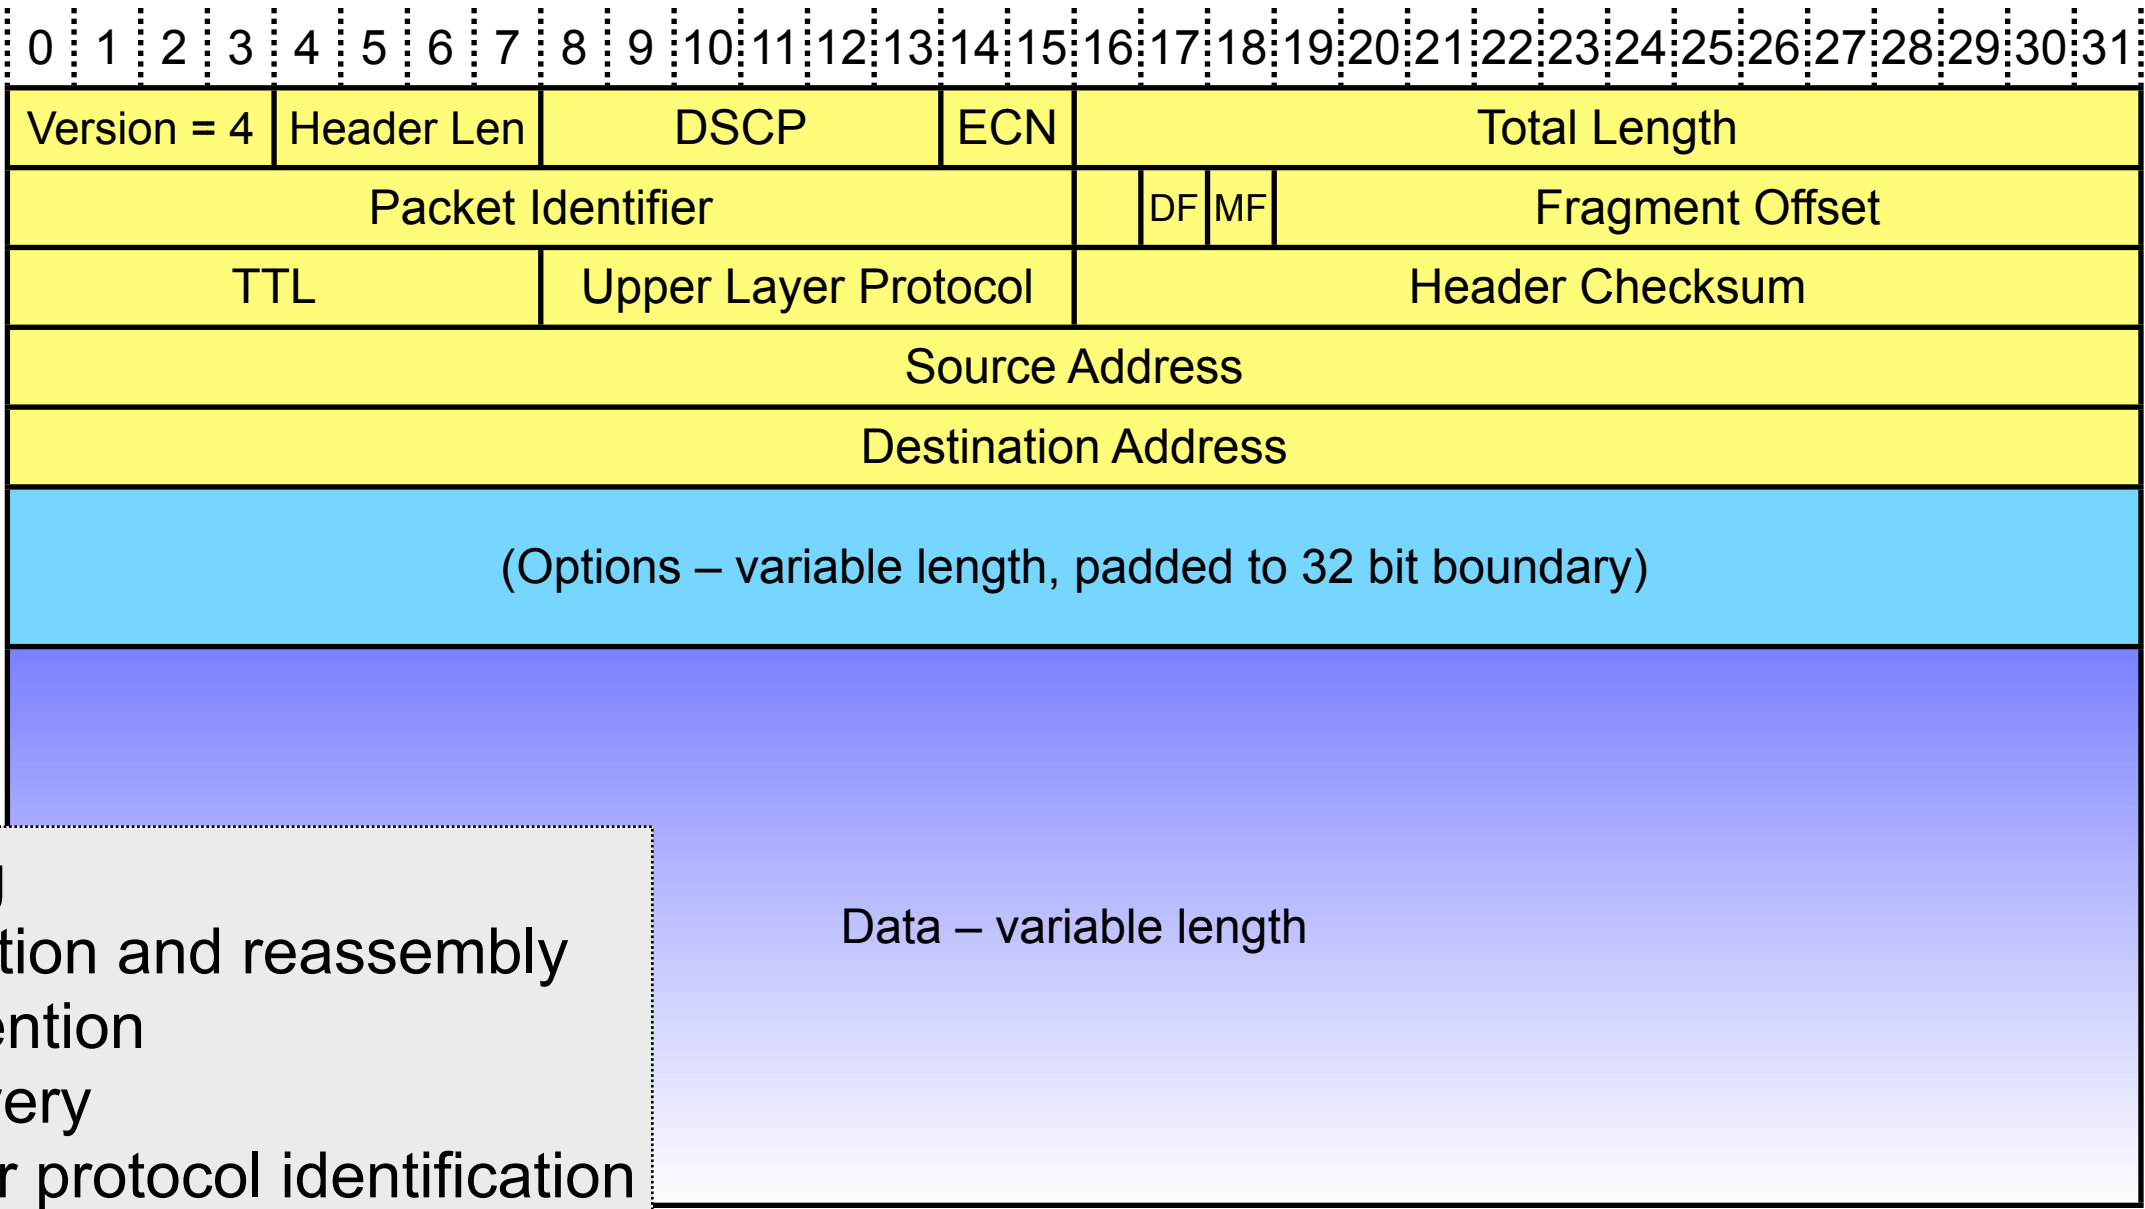 0 1 2 3 4 5 6 7 8 9 10 11 12 13 14 15 16 17 18 19 20 21 22 23 24 25 26 27 28 29 30 31
Version = 4 Header Len DSCP ECN Total Length
Packet Identifier DF MF Fragment Offset
TTL Upper Layer Protocol Header Checksum
Source Address
Destination Address
(Options – variable length, padded to 32 bit boundary)
Data – variable length
and reassembly
protocol identification